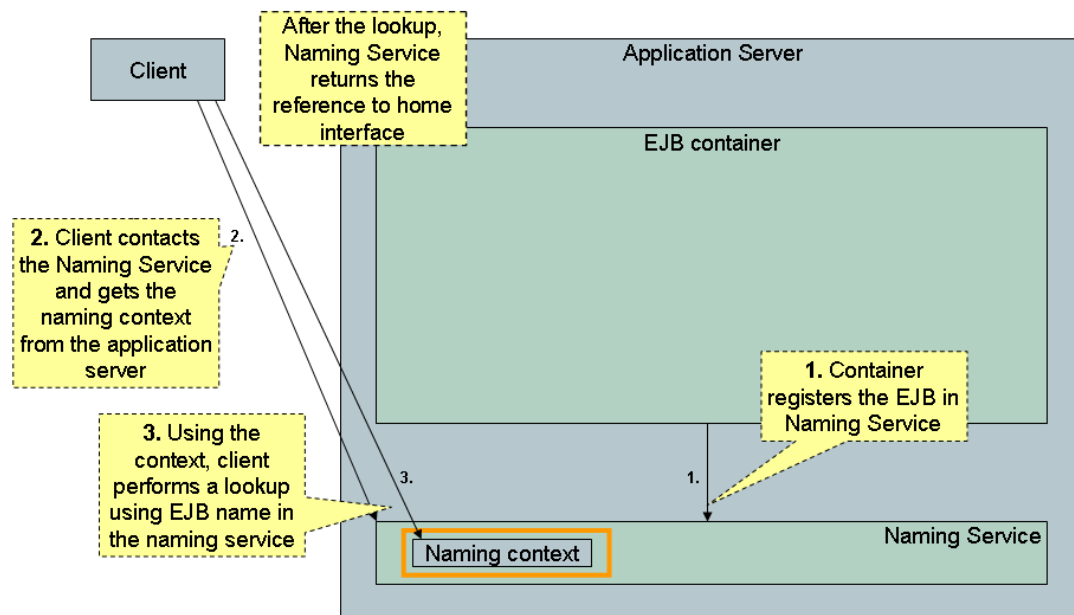 Client
After the lookup,
Naming Service
returns the
reference to home
interface
Application Server
EJB container
2. Client contacts
the Naming Service
and gets the
naming context
from the application
server
2.
1. Container
registers the EJB in
Naming Service
3. Using the
context, client
performs a lookup
using EJB name in
the naming service
3.
1.
Naming Service
Naming context